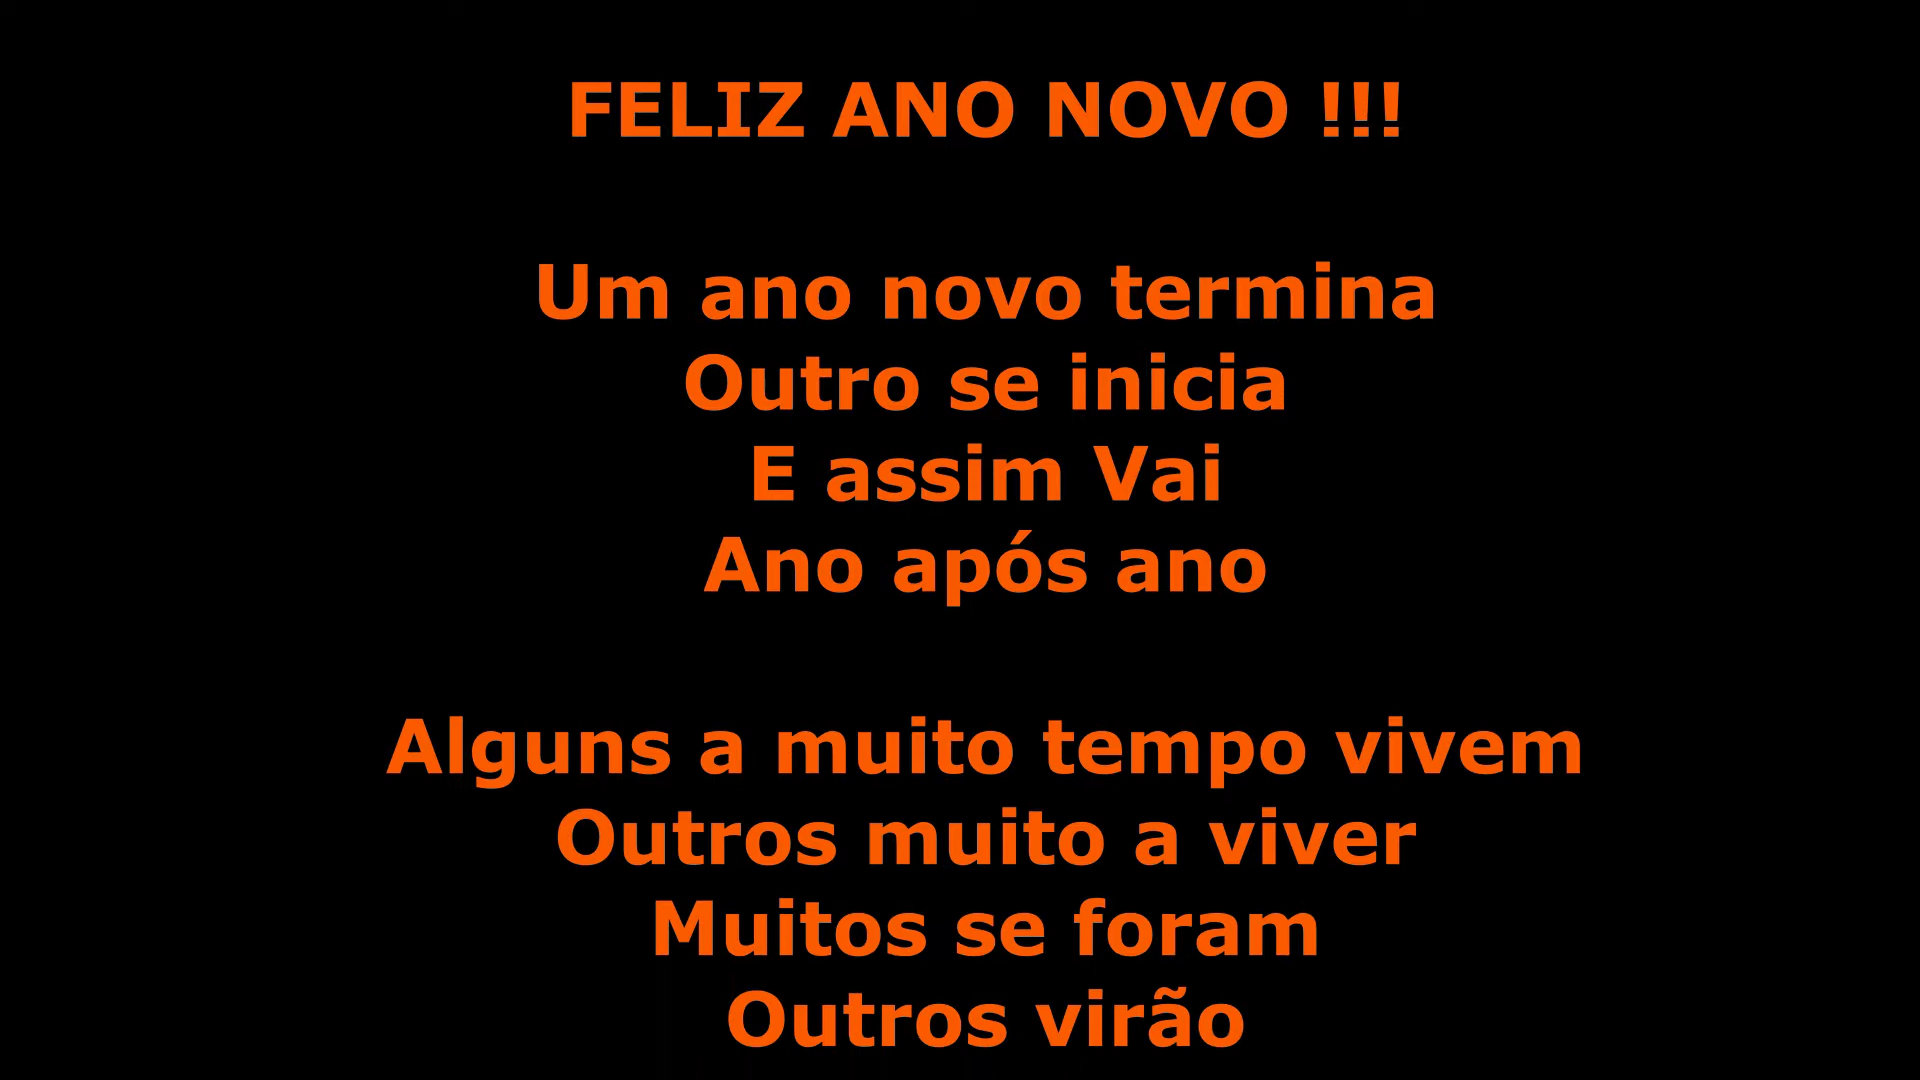 FELIZ ANO NOVO !!!
Um ano novo termina
Outro se inicia
E assim Vai
Ano após ano
Alguns a muito tempo vivem
Outros muito a viver
Muitos se foram
Outros virão